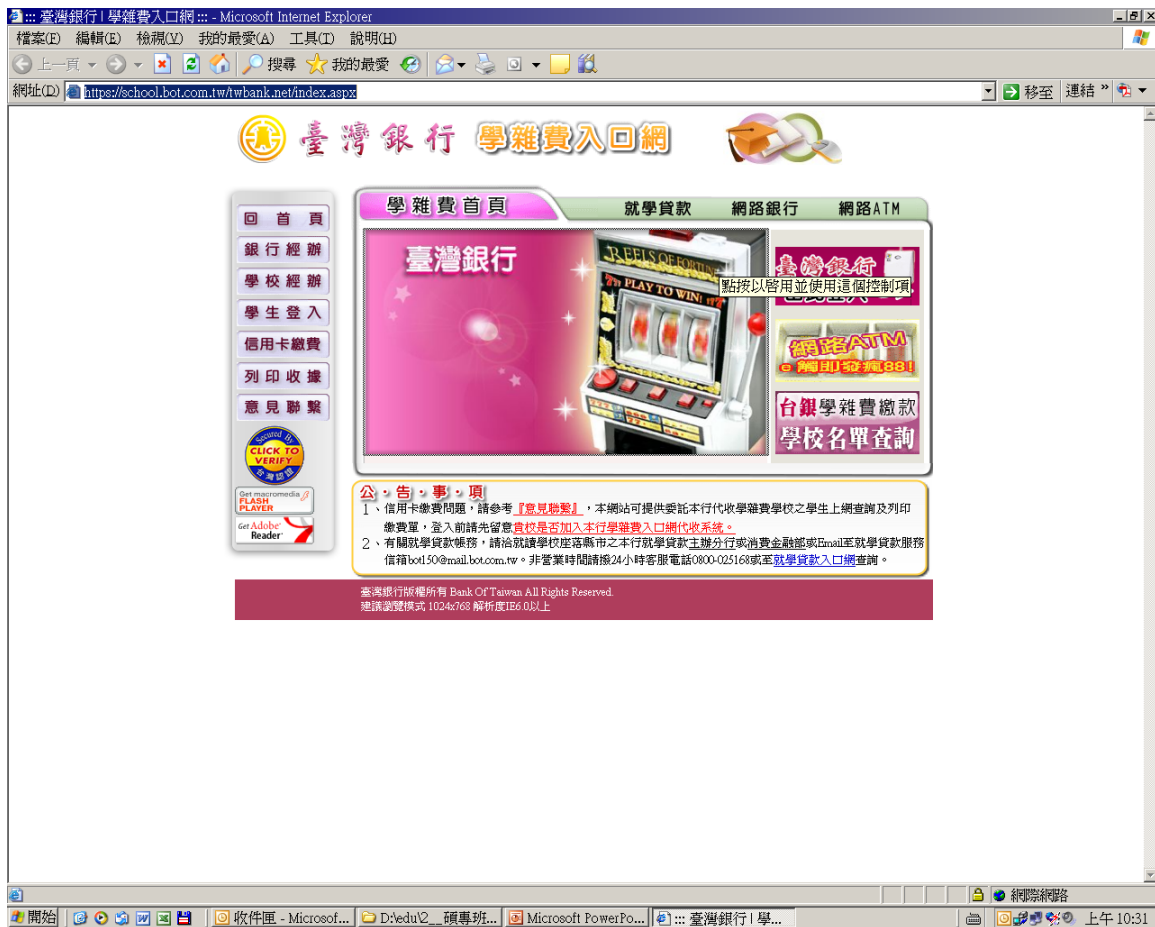 ::: 臺灣銀行 | 學雜費入口網 ::: - Microsoft Internet Explorer
檔案(F) 編輯(E) 檢視(V) 我的最愛(A) 工具(T) 說明(H)
上一頁 搜尋 我的最愛
網址(D) https://school.bot.com.tw/twbank.net/index.aspx 移至 連結 »
臺灣銀行 學雜費入口網
學雜費首頁 就學貸款 網路銀行 網路ATM
回首頁
銀行經辦
學校經辦
學生登入
信用卡繳費
列印收據
意見聯繫
Secured By
CLICK TO
VERIFY
台灣認證
Get macromedia
FLASH
PLAYER
Get Adobe
Reader
臺灣銀行
REELS OF FORTUNE
PLAY TO WIN!
臺灣銀行
點按以啟用並使用這個控制項
網路ATM
e觸即發瘋88!
台銀學雜費繳款
學校名單查詢
公・告・事・項
1、信用卡繳費問題，請參考『意見聯繫』，本網站可提供委託本行代收學雜費學校之學生上網查詢及列印
繳費單，登入前請先留意貴校是否加入本行學雜費入口網代收系統。
2、有關就學貸款帳務，請洽就讀學校座落縣市之本行就學貸款主辦分行或消費金融部或Email至就學貸款服務
信箱bot150@mail.bot.com.tw。非營業時間請撥24小時客服電話0800-025168或至就學貸款入口網查詢。
臺灣銀行版權所有 Bank Of Taiwan All Rights Reserved.
建議瀏覽模式 1024x768 解析度IE6.0以上
網際網路
開始 收件匣 - Microsof... D:\edu\2__碩專班... Microsoft PowerPo... ::: 臺灣銀行 | 學... 上午 10:31